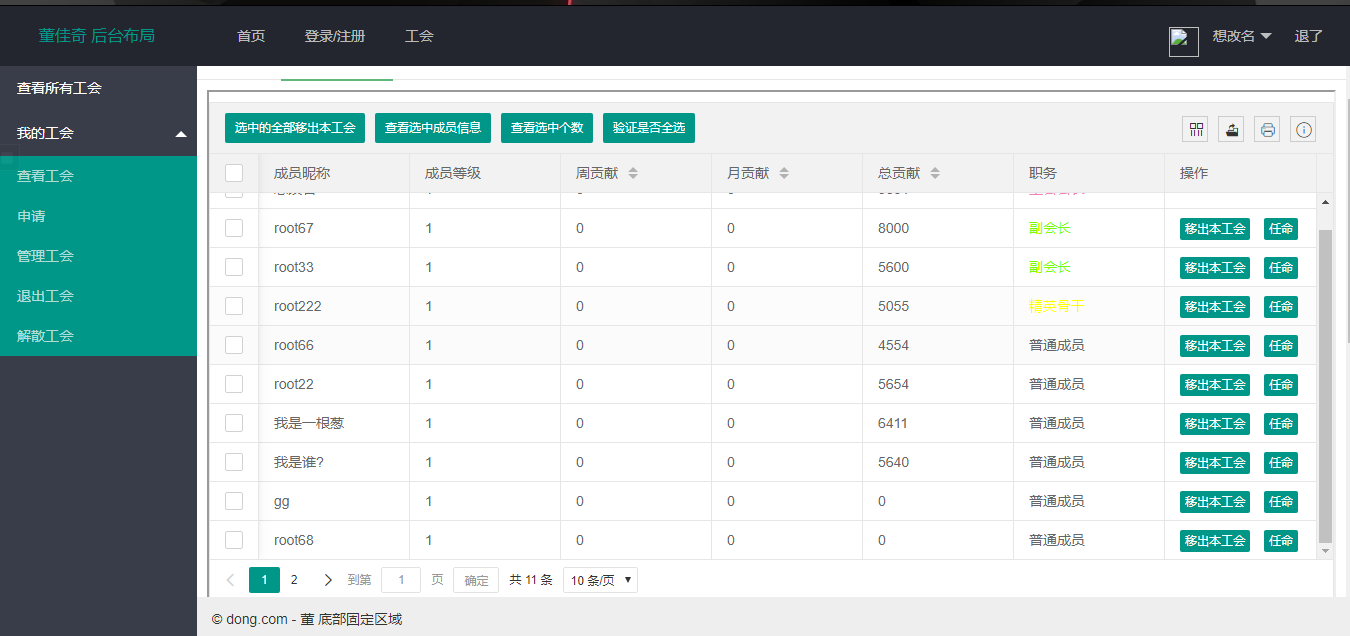 董佳奇 后台布局 首页 登录/注册 工会 想改名 退了
查看所有工会
我的工会
查看工会
申请
管理工会
退出工会
解散工会
选中的全部移出本工会 查看选中成员信息 查看选中个数 验证是否全选
成员昵称 成员等级 周贡献 月贡献 总贡献 职务 操作
root67 1 0 0 8000 副会长 移出本工会 任命
root33 1 0 0 5600 副会长 移出本工会 任命
root222 1 0 0 5055 精英骨干 移出本工会 任命
root66 1 0 0 4554 普通成员 移出本工会 任命
root22 1 0 0 5654 普通成员 移出本工会 任命
我是一根葱 1 0 0 6411 普通成员 移出本工会 任命
我是谁? 1 0 0 5640 普通成员 移出本工会 任命
gg 1 0 0 0 普通成员 移出本工会 任命
root68 1 0 0 0 普通成员 移出本工会 任命
1 2 到第 1 页 确定 共 11 条 10 条/页
© dong.com - 董 底部固定区域